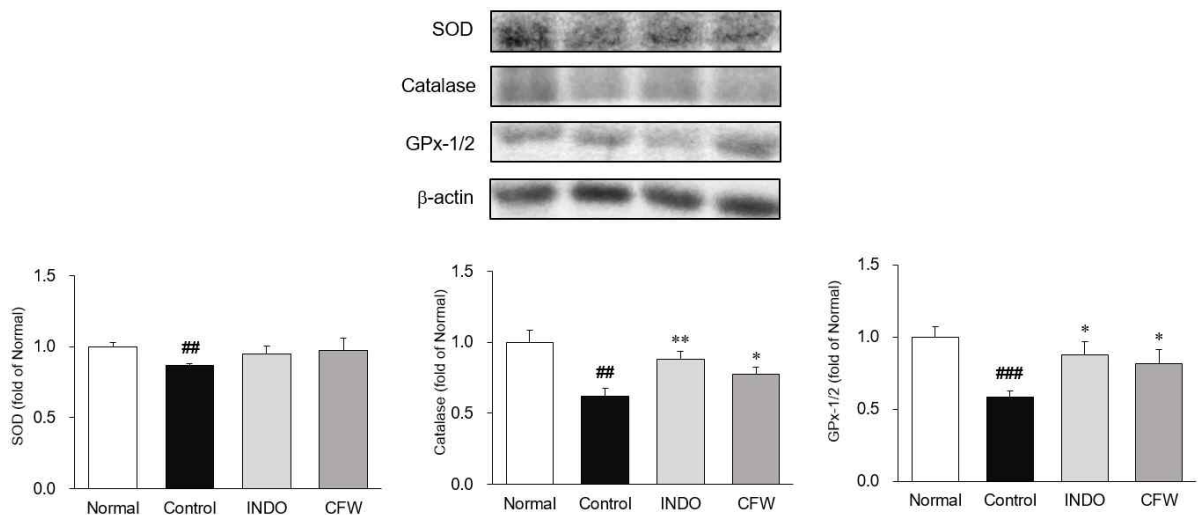 SOD
Catalase
GPx-1/2
β-actin
SOD (fold of Normal)
1.5
1.0
0.5
0.0
##
Normal Control INDO CFW
Catalase (fold of Normal)
1.5
1.0
0.5
0.0
##
**
*
Normal Control INDO CFW
GPx-1/2 (fold of Normal)
1.5
1.0
0.5
0.0
###
*
*
Normal Control INDO CFW